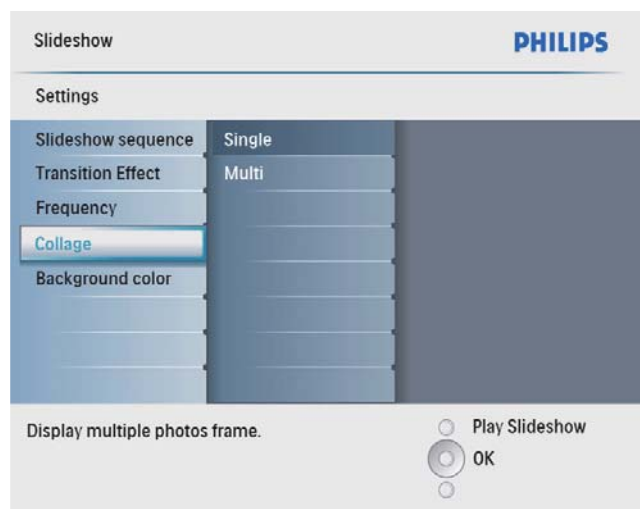 Slideshow
PHILIPS
Settings
Slideshow sequence
Single
Transition Effect
Multi
Frequency
Collage
Background color
Display multiple photos frame.
Play Slideshow
OK